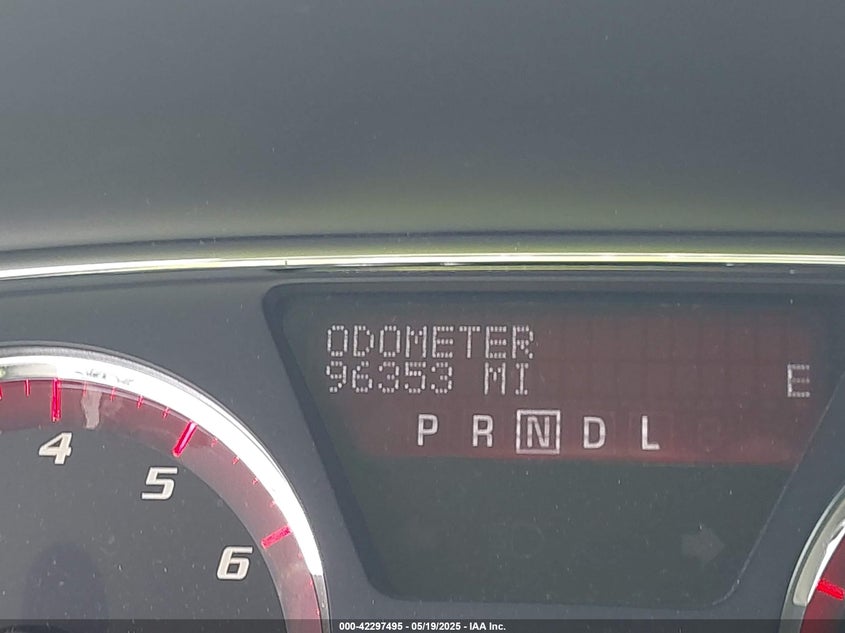 ODOMETER
96353 MI E
P R N D L
4
5
6
000-42297495 - 05/19/2025 - IAA Inc.